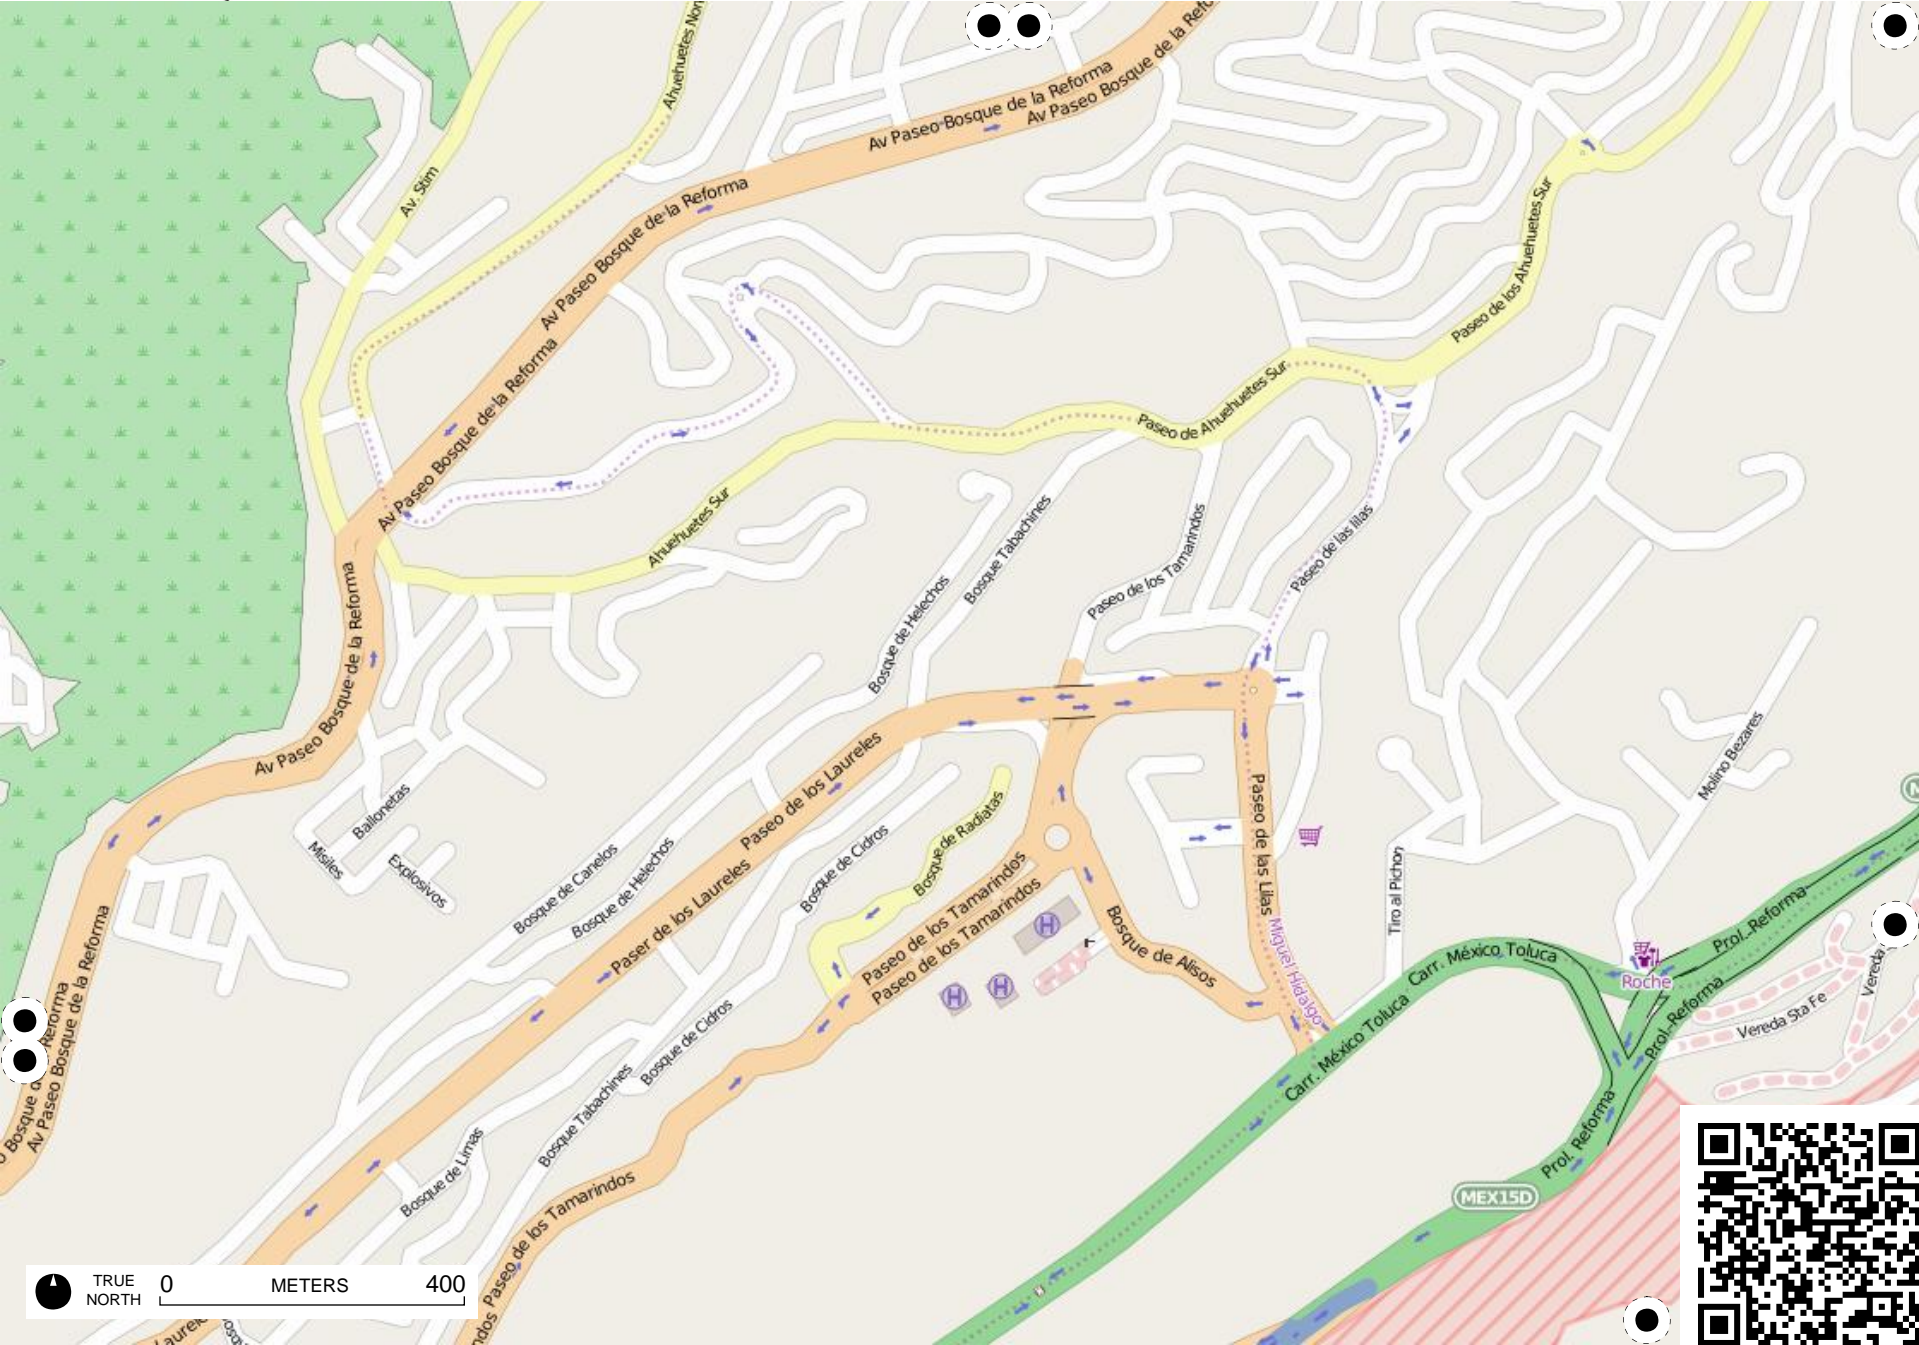 Ahuehuetes Nor
Av Paseo Bosque de la Reforma
Av Paseo Bosque de la Refo
Av. Stim
Av Paseo Bosque de la Reforma
Av Paseo Bosque de la Reforma
Av Paseo Bosque de la Reforma
Paseo de los Ahuehuetes Sur
Paseo de Ahuehuetes Sur
Ahuehuetes Sur
Bosque Tabachines
Bosque de Helechos
Paseo de los Tamarindos
Paseo de las lilas
Av Paseo Bosque de la Reforma
Ballonetas
Misiles
Explosivos
Paseo de los Laureles
Bosque de Canelos
Bosque de Helechos
Bosque de Cidros
Bosque de Radiatas
Paser de los Laureles
Paseo de los Tamarindos
Paseo de los Tamarindos
H
H
H
Bosque de Alisos
Paseo de las Lilas
Miguel Hidalgo
Tiro al Pichon
Molino Bezares
Carr. México Toluca
Carr. México Toluca
Roche
Prol. Reforma
Prol. Reforma
Prol. Reforma
Vereda Sta Fe
Vereda
MEX15D
Bosque de Cidros
Bosque Tabachines
Bosque de Limas
Paseo de los Tamarindos
Av Paseo Bosque de la Reforma
TRUE
NORTH
0 METERS 400